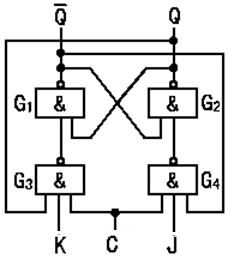 Q̅ Q
G₁ & & G₂
G₃ & & G₄
K C J